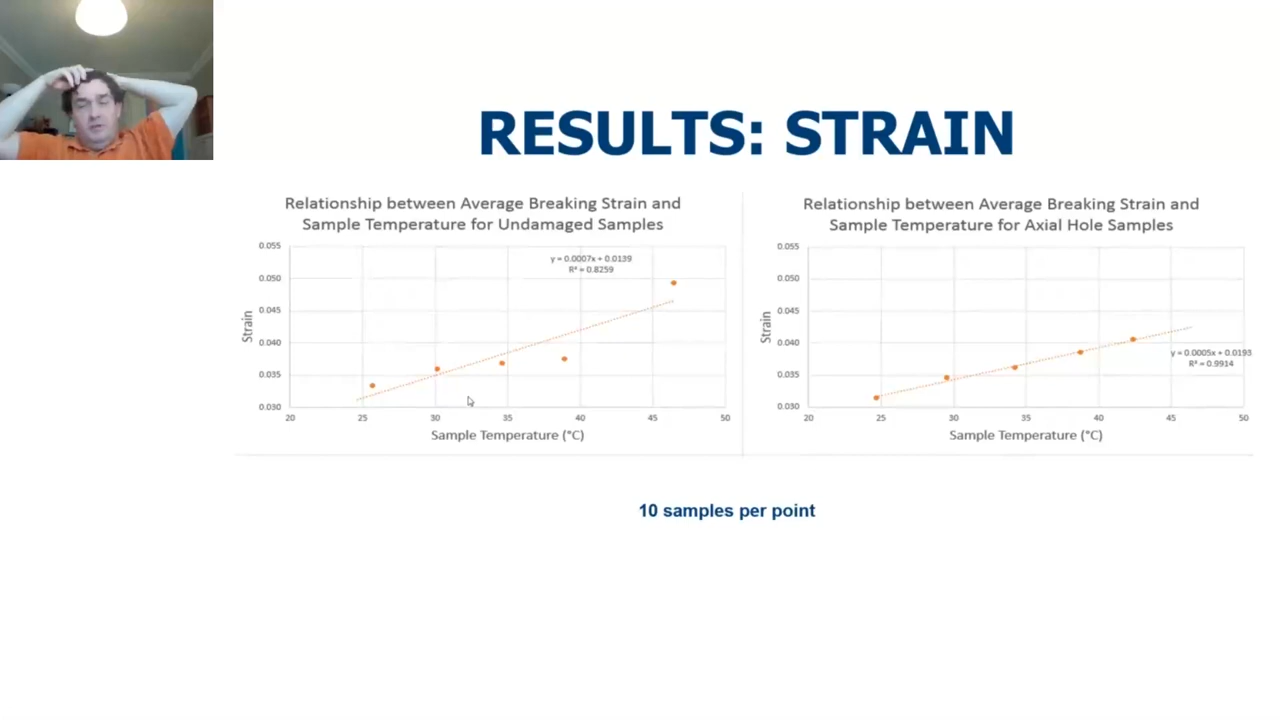 RESULTS: STRAIN
Relationship between Average Breaking Strain and
Sample Temperature for Undamaged Samples
0.055
0.050
0.045
0.040
0.035
0.030
Strain
y = 0.0007x + 0.0139
R² = 0.8259
20 25 30 35 40 45 50
Sample Temperature (°C)
Relationship between Average Breaking Strain and
Sample Temperature for Axial Hole Samples
0.055
0.050
0.045
0.040
0.035
0.030
Strain
y = 0.0005x + 0.0193
R² = 0.9914
20 25 30 35 40 45 50
Sample Temperature (°C)
10 samples per point